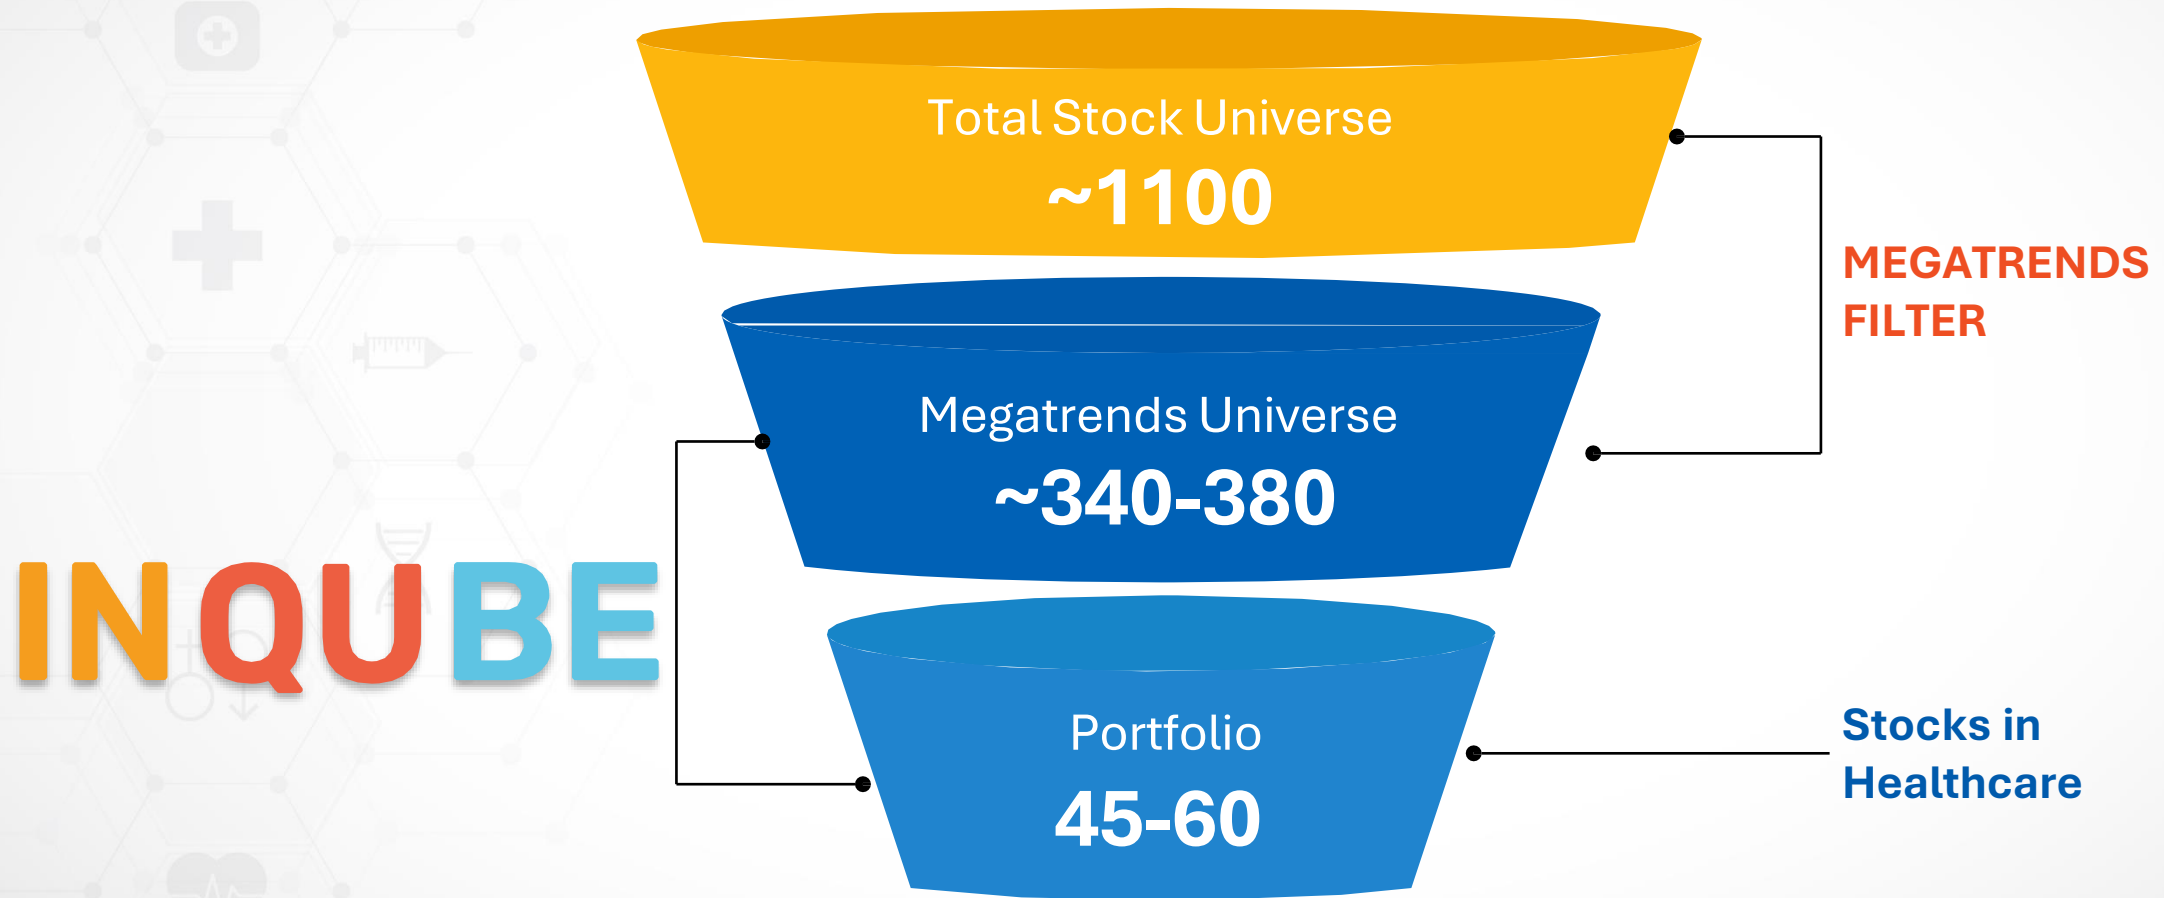 Total Stock Universe
~1100
MEGATRENDS
FILTER
Megatrends Universe
~340-380
INQUBE
Portfolio
45-60
Stocks in
Healthcare